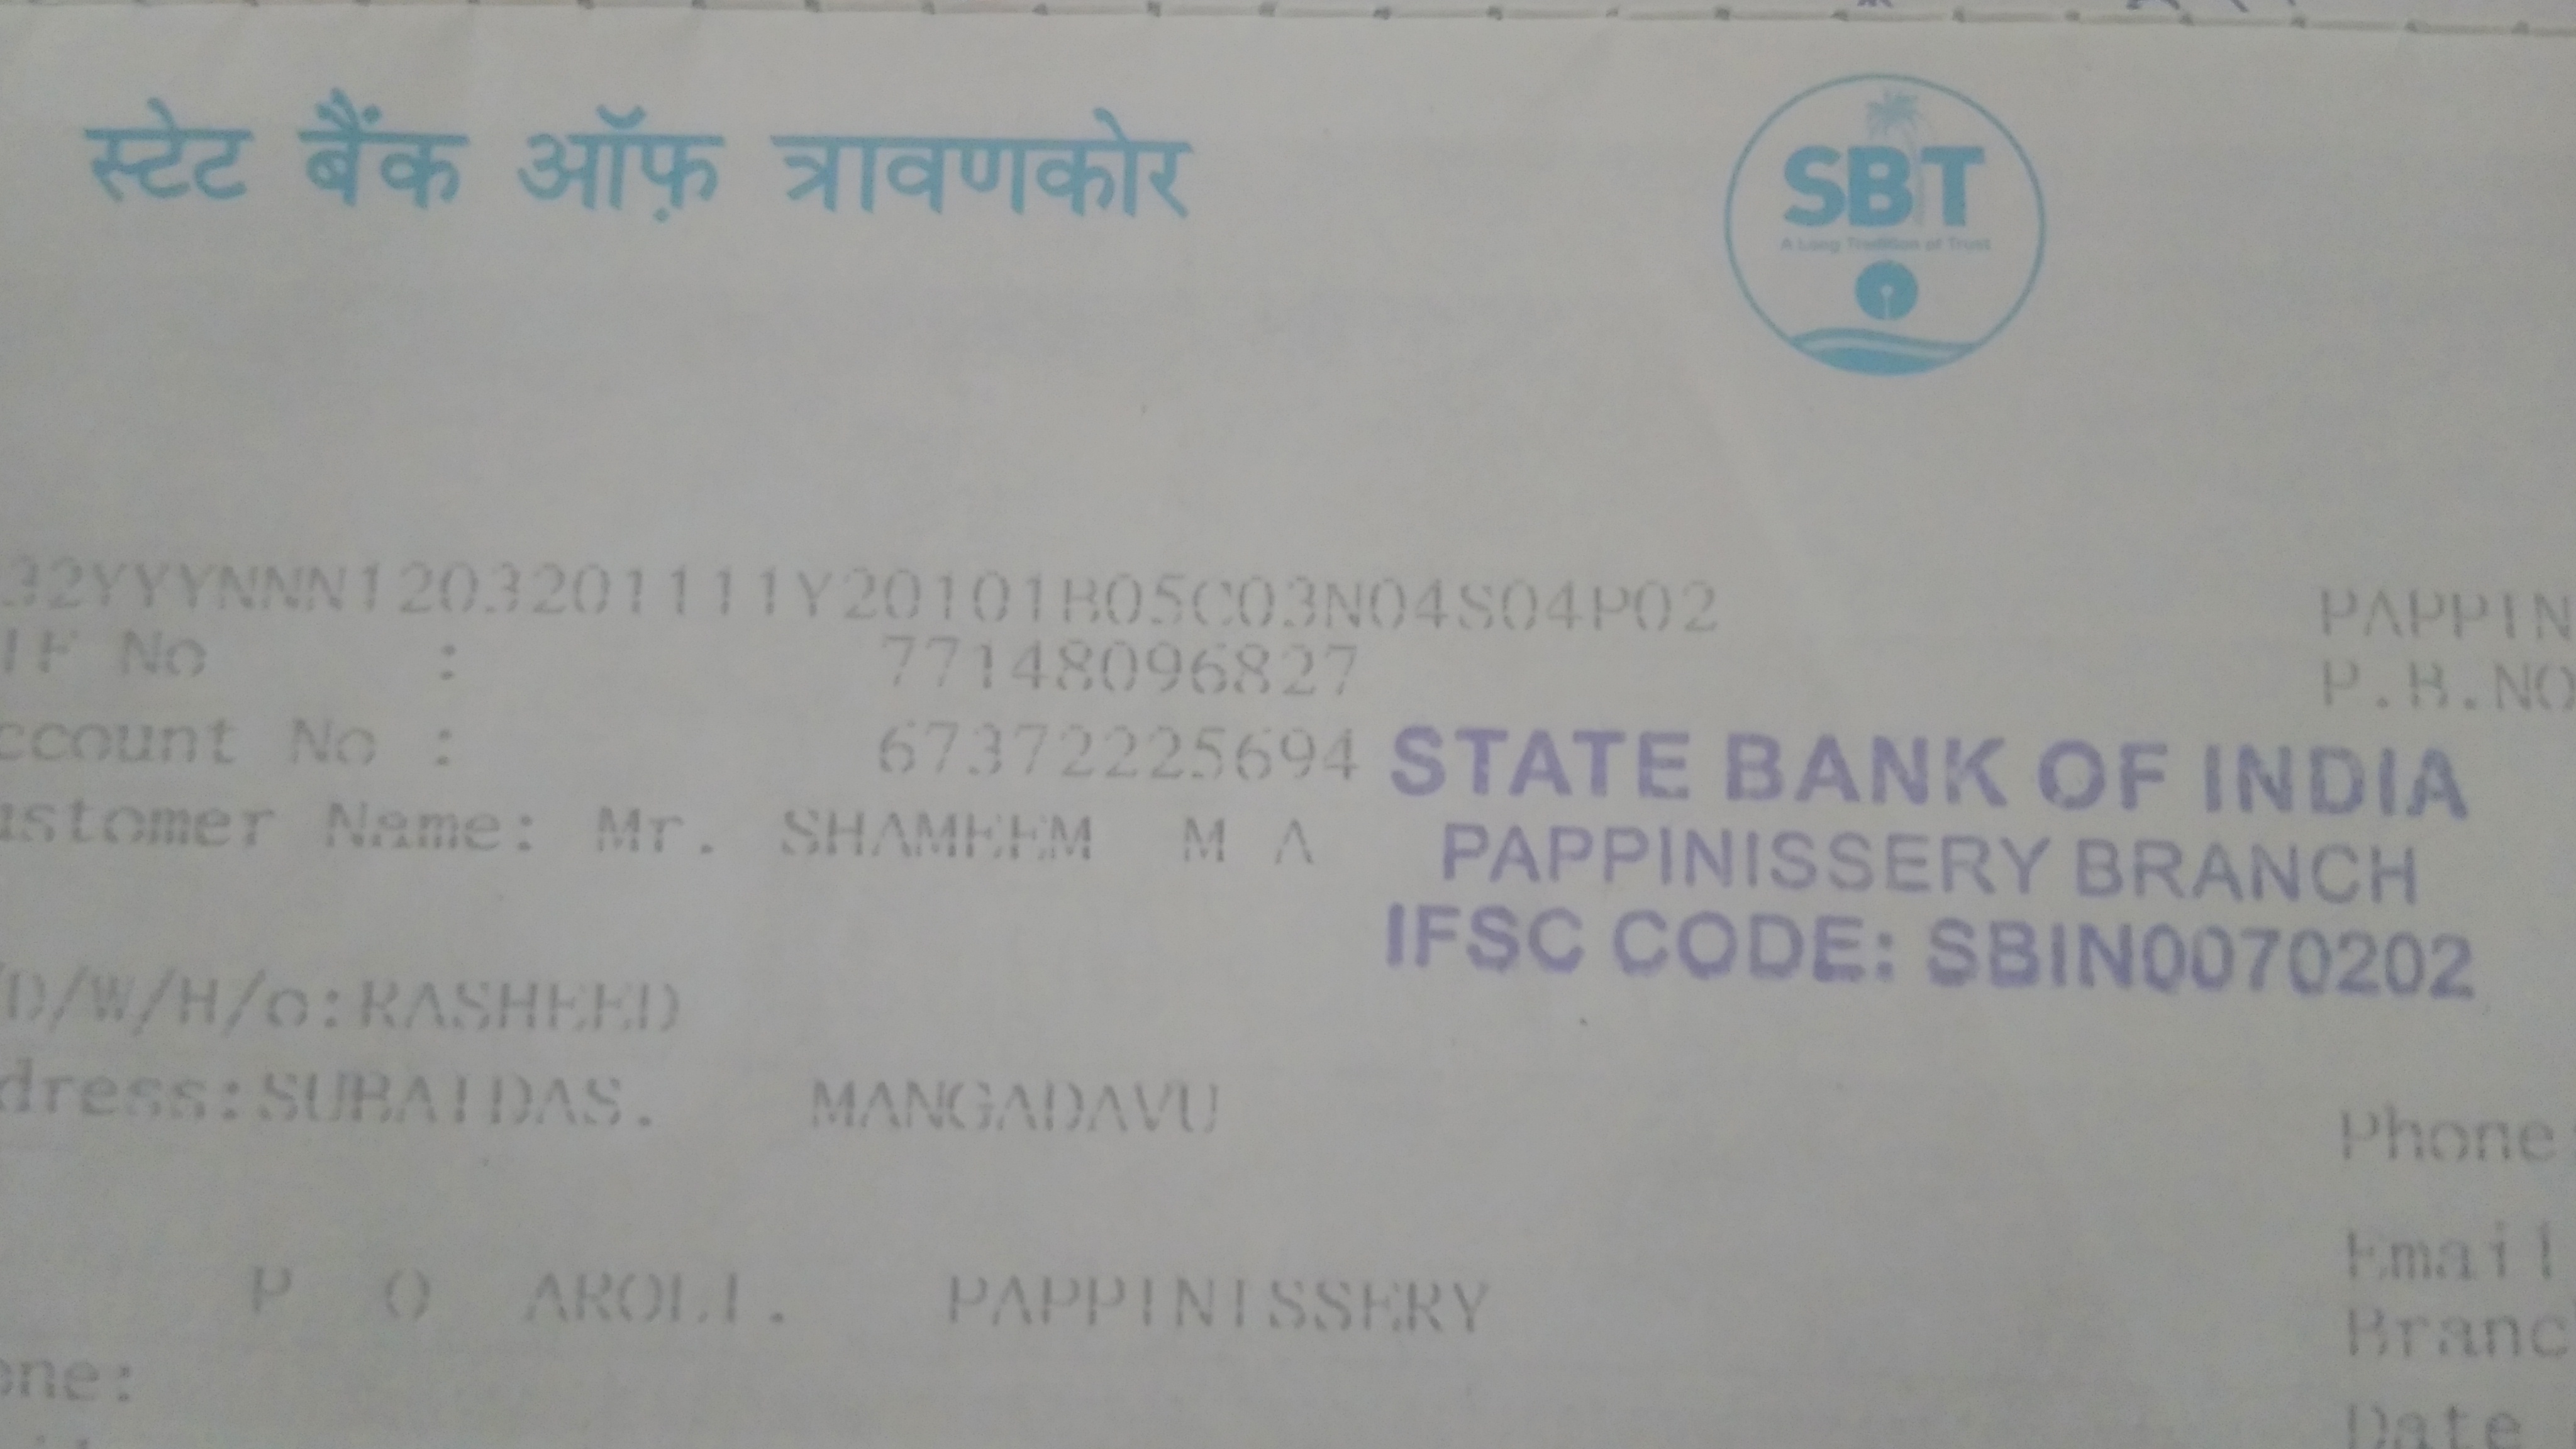 स्टेट बैंक ऑफ़ त्रावणकोर
SBT
A Long Tradition of Trust
32YYYNNN1203201111Y20101B05C03N04S04P02 PAPPIN
IF No : 77148096827 P.B.NO
ccount No : 67372225694
ustomer Name: Mr. SHAMEEM M A
STATE BANK OF INDIA
PAPPINISSERY BRANCH
IFSC CODE: SBIN0070202
/D/W/H/o:RASHEED
dress:SUBAIDAS. MANGADAVU
Phone:
P O AROLI. PAPPINISSERY
Email
Branc
one:
Date